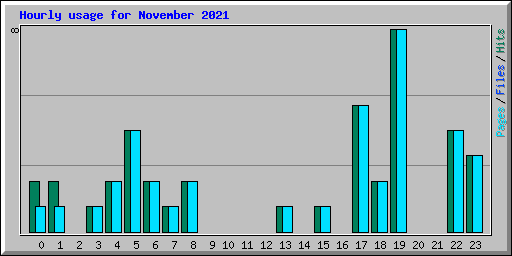 Hourly usage for November 2021
8
Pages/Files/Hits
0 1 2 3 4 5 6 7 8 9 10 11 12 13 14 15 16 17 18 19 20 21 22 23